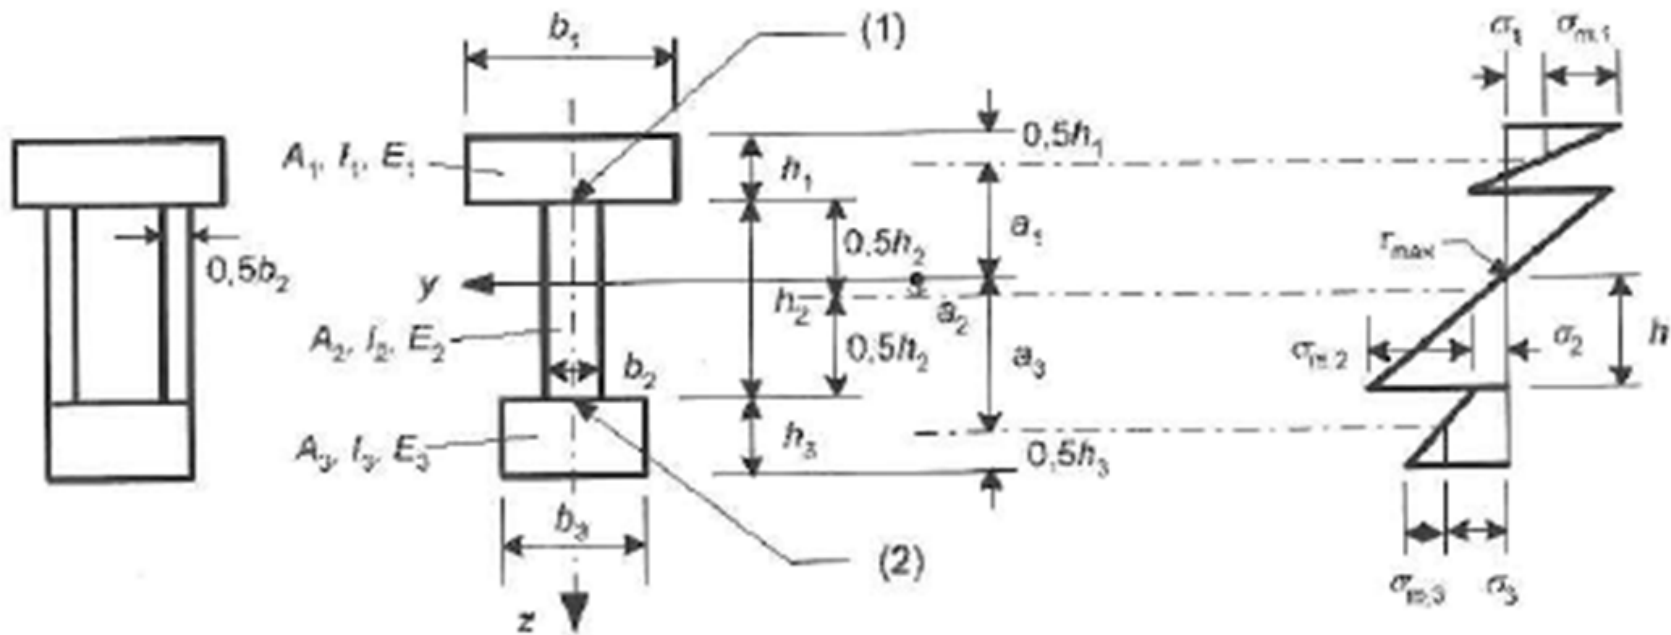 b₁
(1)
σ₁
σₘ,₁
A₁, I₁, E₁
h₁
0,5h₁
a₁
0,5b₂
0,5h₂
y
h₂
a₂
τₘₐₓ
A₂, I₂, E₂
b₂
0,5h₂
a₃
σₘ,₂
σ₂
h
A₃, I₃, E₃
h₃
0,5h₃
b₃
(2)
z
σₘ,₃
σ₃